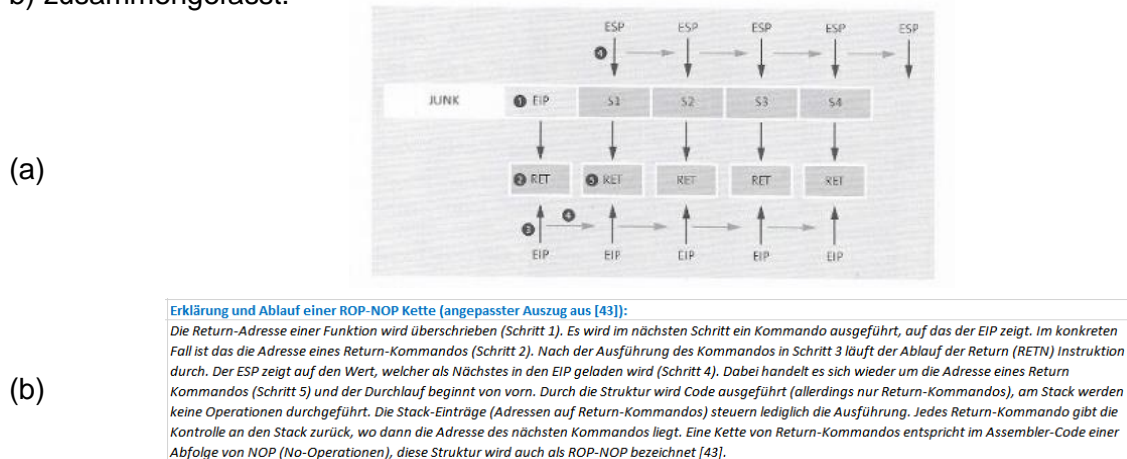 b) zusammengefasst.
ESP ESP ESP ESP ESP
4
JUNK 1 EIP S1 S2 S3 S4
(a)
2 RET 5 RET RET RET RET
3 4
EIP EIP EIP EIP EIP
Erklärung und Ablauf einer ROP-NOP Kette (angepasster Auszug aus [43]):
Die Return-Adresse einer Funktion wird überschrieben (Schritt 1). Es wird im nächsten Schritt ein Kommando ausgeführt, auf das der EIP zeigt. Im konkreten
Fall ist das die Adresse eines Return-Kommandos (Schritt 2). Nach der Ausführung des Kommandos in Schritt 3 läuft der Ablauf der Return (RETN) Instruktion
durch. Der ESP zeigt auf den Wert, welcher als Nächstes in den EIP geladen wird (Schritt 4). Dabei handelt es sich wieder um die Adresse eines Return
(b)
Kommandos (Schritt 5) und der Durchlauf beginnt von vorn. Durch die Struktur wird Code ausgeführt (allerdings nur Return-Kommandos), am Stack werden
keine Operationen durchgeführt. Die Stack-Einträge (Adressen auf Return-Kommandos) steuern lediglich die Ausführung. Jedes Return-Kommando gibt die
Kontrolle an den Stack zurück, wo dann die Adresse des nächsten Kommandos liegt. Eine Kette von Return-Kommandos entspricht im Assembler-Code einer
Abfolge von NOP (No-Operationen), diese Struktur wird auch als ROP-NOP bezeichnet [43].